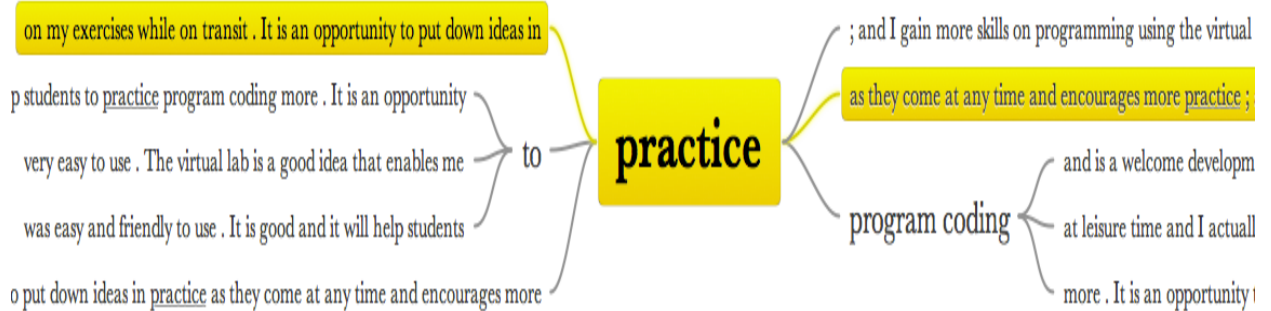 on my exercises while on transit . It is an opportunity to put down ideas in
p students to practice program coding more . It is an opportunity
very easy to use . The virtual lab is a good idea that enables me
was easy and friendly to use . It is good and it will help students
to
o put down ideas in practice as they come at any time and encourages more
practice
; and I gain more skills on programming using the virtual
as they come at any time and encourages more practice ;
program coding
and is a welcome developm
at leisure time and I actuall
more . It is an opportunity t